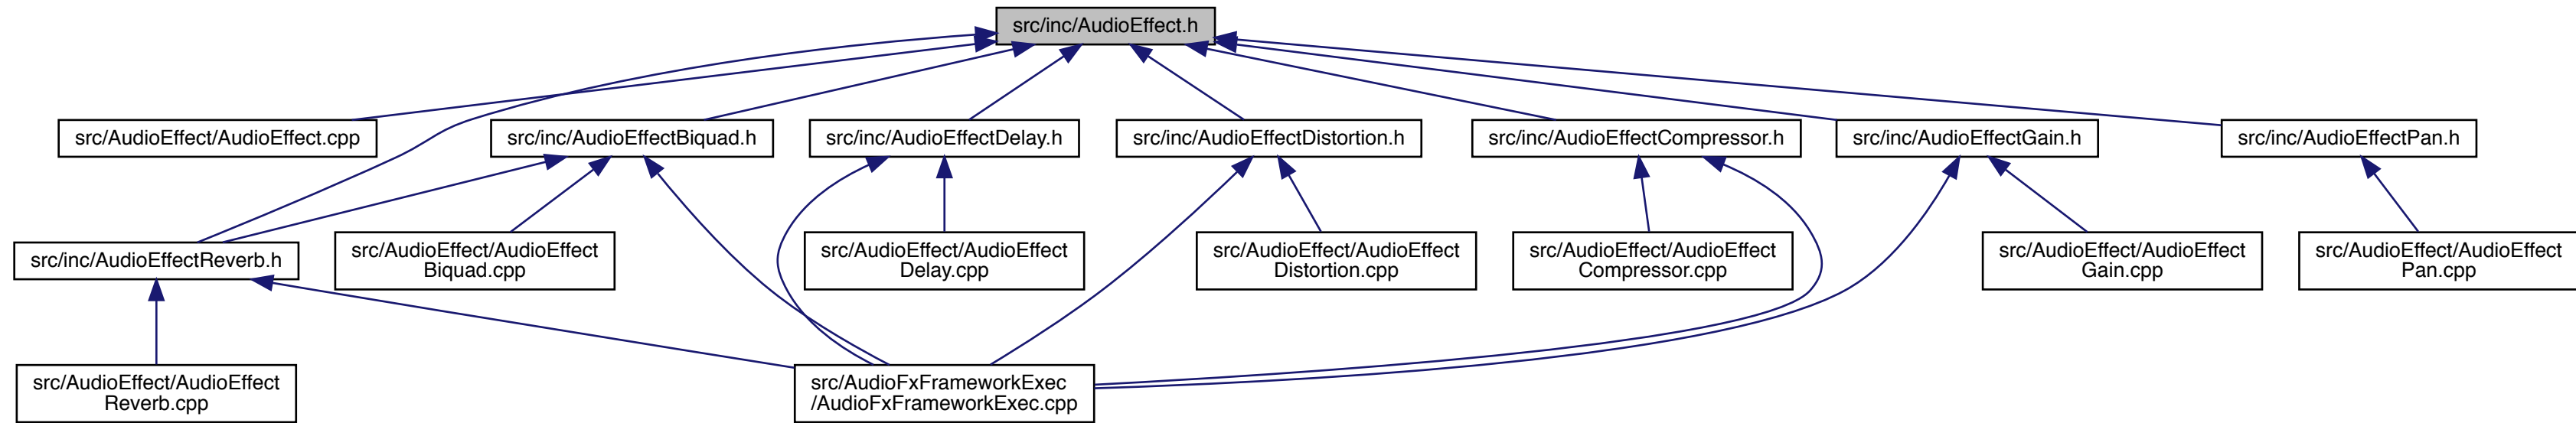 src/inc/AudioEffect.h
src/AudioEffect/AudioEffect.cpp
src/inc/AudioEffectBiquad.h
src/inc/AudioEffectDelay.h
src/inc/AudioEffectDistortion.h
src/inc/AudioEffectCompressor.h
src/inc/AudioEffectGain.h
src/inc/AudioEffectPan.h
src/inc/AudioEffectReverb.h
src/AudioEffect/AudioEffect
Biquad.cpp
src/AudioEffect/AudioEffect
Delay.cpp
src/AudioEffect/AudioEffect
Distortion.cpp
src/AudioEffect/AudioEffect
Compressor.cpp
src/AudioEffect/AudioEffect
Gain.cpp
src/AudioEffect/AudioEffect
Pan.cpp
src/AudioEffect/AudioEffect
Reverb.cpp
src/AudioFxFrameworkExec
/AudioFxFrameworkExec.cpp